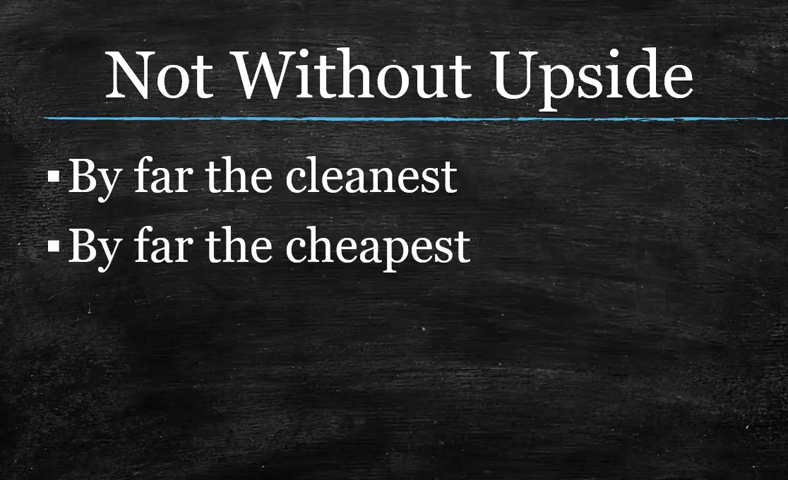 Not Without Upside
▪ By far the cleanest
▪ By far the cheapest